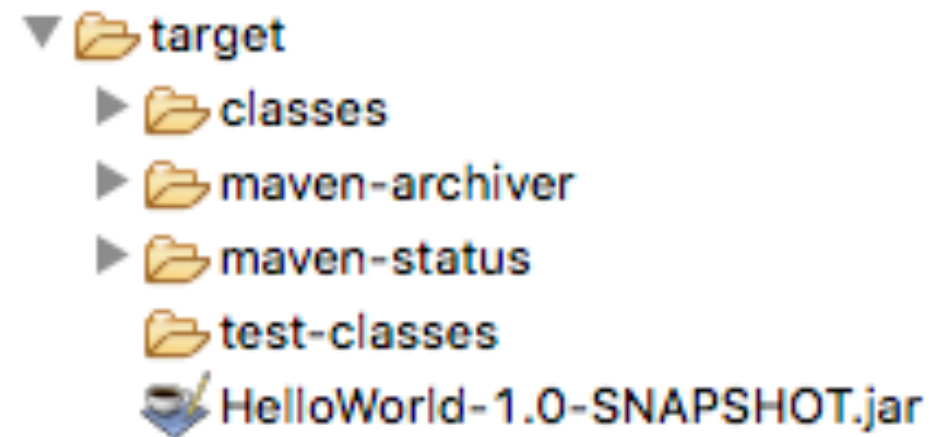 target
classes
maven-archiver
maven-status
test-classes
HelloWorld-1.0-SNAPSHOT.jar